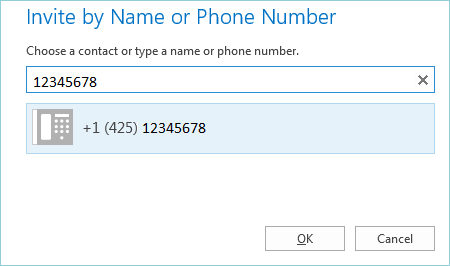 Invite by Name or Phone Number
Choose a contact or type a name or phone number.
12345678
+1 (425) 12345678
OK
Cancel